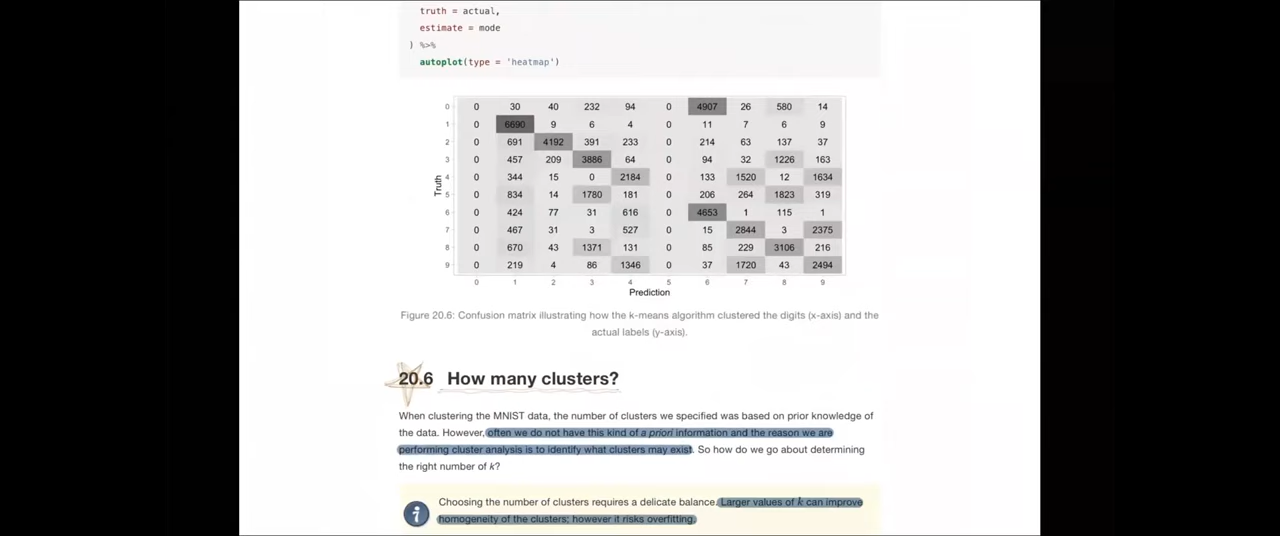 truth = actual,
estimate = mode
) %>%
autoplot(type = 'heatmap')
0 0 30 40 232 94 0 4907 26 580 14
1 0 6690 9 6 4 0 11 7 6 9
2 0 691 4192 391 233 0 214 63 137 37
3 0 457 209 3886 64 0 94 32 1226 163
Truth
4 0 344 15 0 2184 0 133 1520 12 1634
5 0 834 14 1780 181 0 206 264 1823 319
6 0 424 77 31 616 0 4653 1 115 1
7 0 467 31 3 527 0 15 2844 3 2375
8 0 670 43 1371 131 0 85 229 3106 216
9 0 219 4 86 1346 0 37 1720 43 2494
0 1 2 3 4 5 6 7 8 9
Prediction
Figure 20.6: Confusion matrix illustrating how the k-means algorithm clustered the digits (x-axis) and the
actual labels (y-axis).
20.6 How many clusters?
When clustering the MNIST data, the number of clusters we specified was based on prior knowledge of
the data. However, often we do not have this kind of a priori information and the reason we are
performing cluster analysis is to identify what clusters may exist. So how do we go about determining
the right number of k?
Choosing the number of clusters requires a delicate balance. Larger values of k can improve
homogeneity of the clusters; however it risks overfitting.